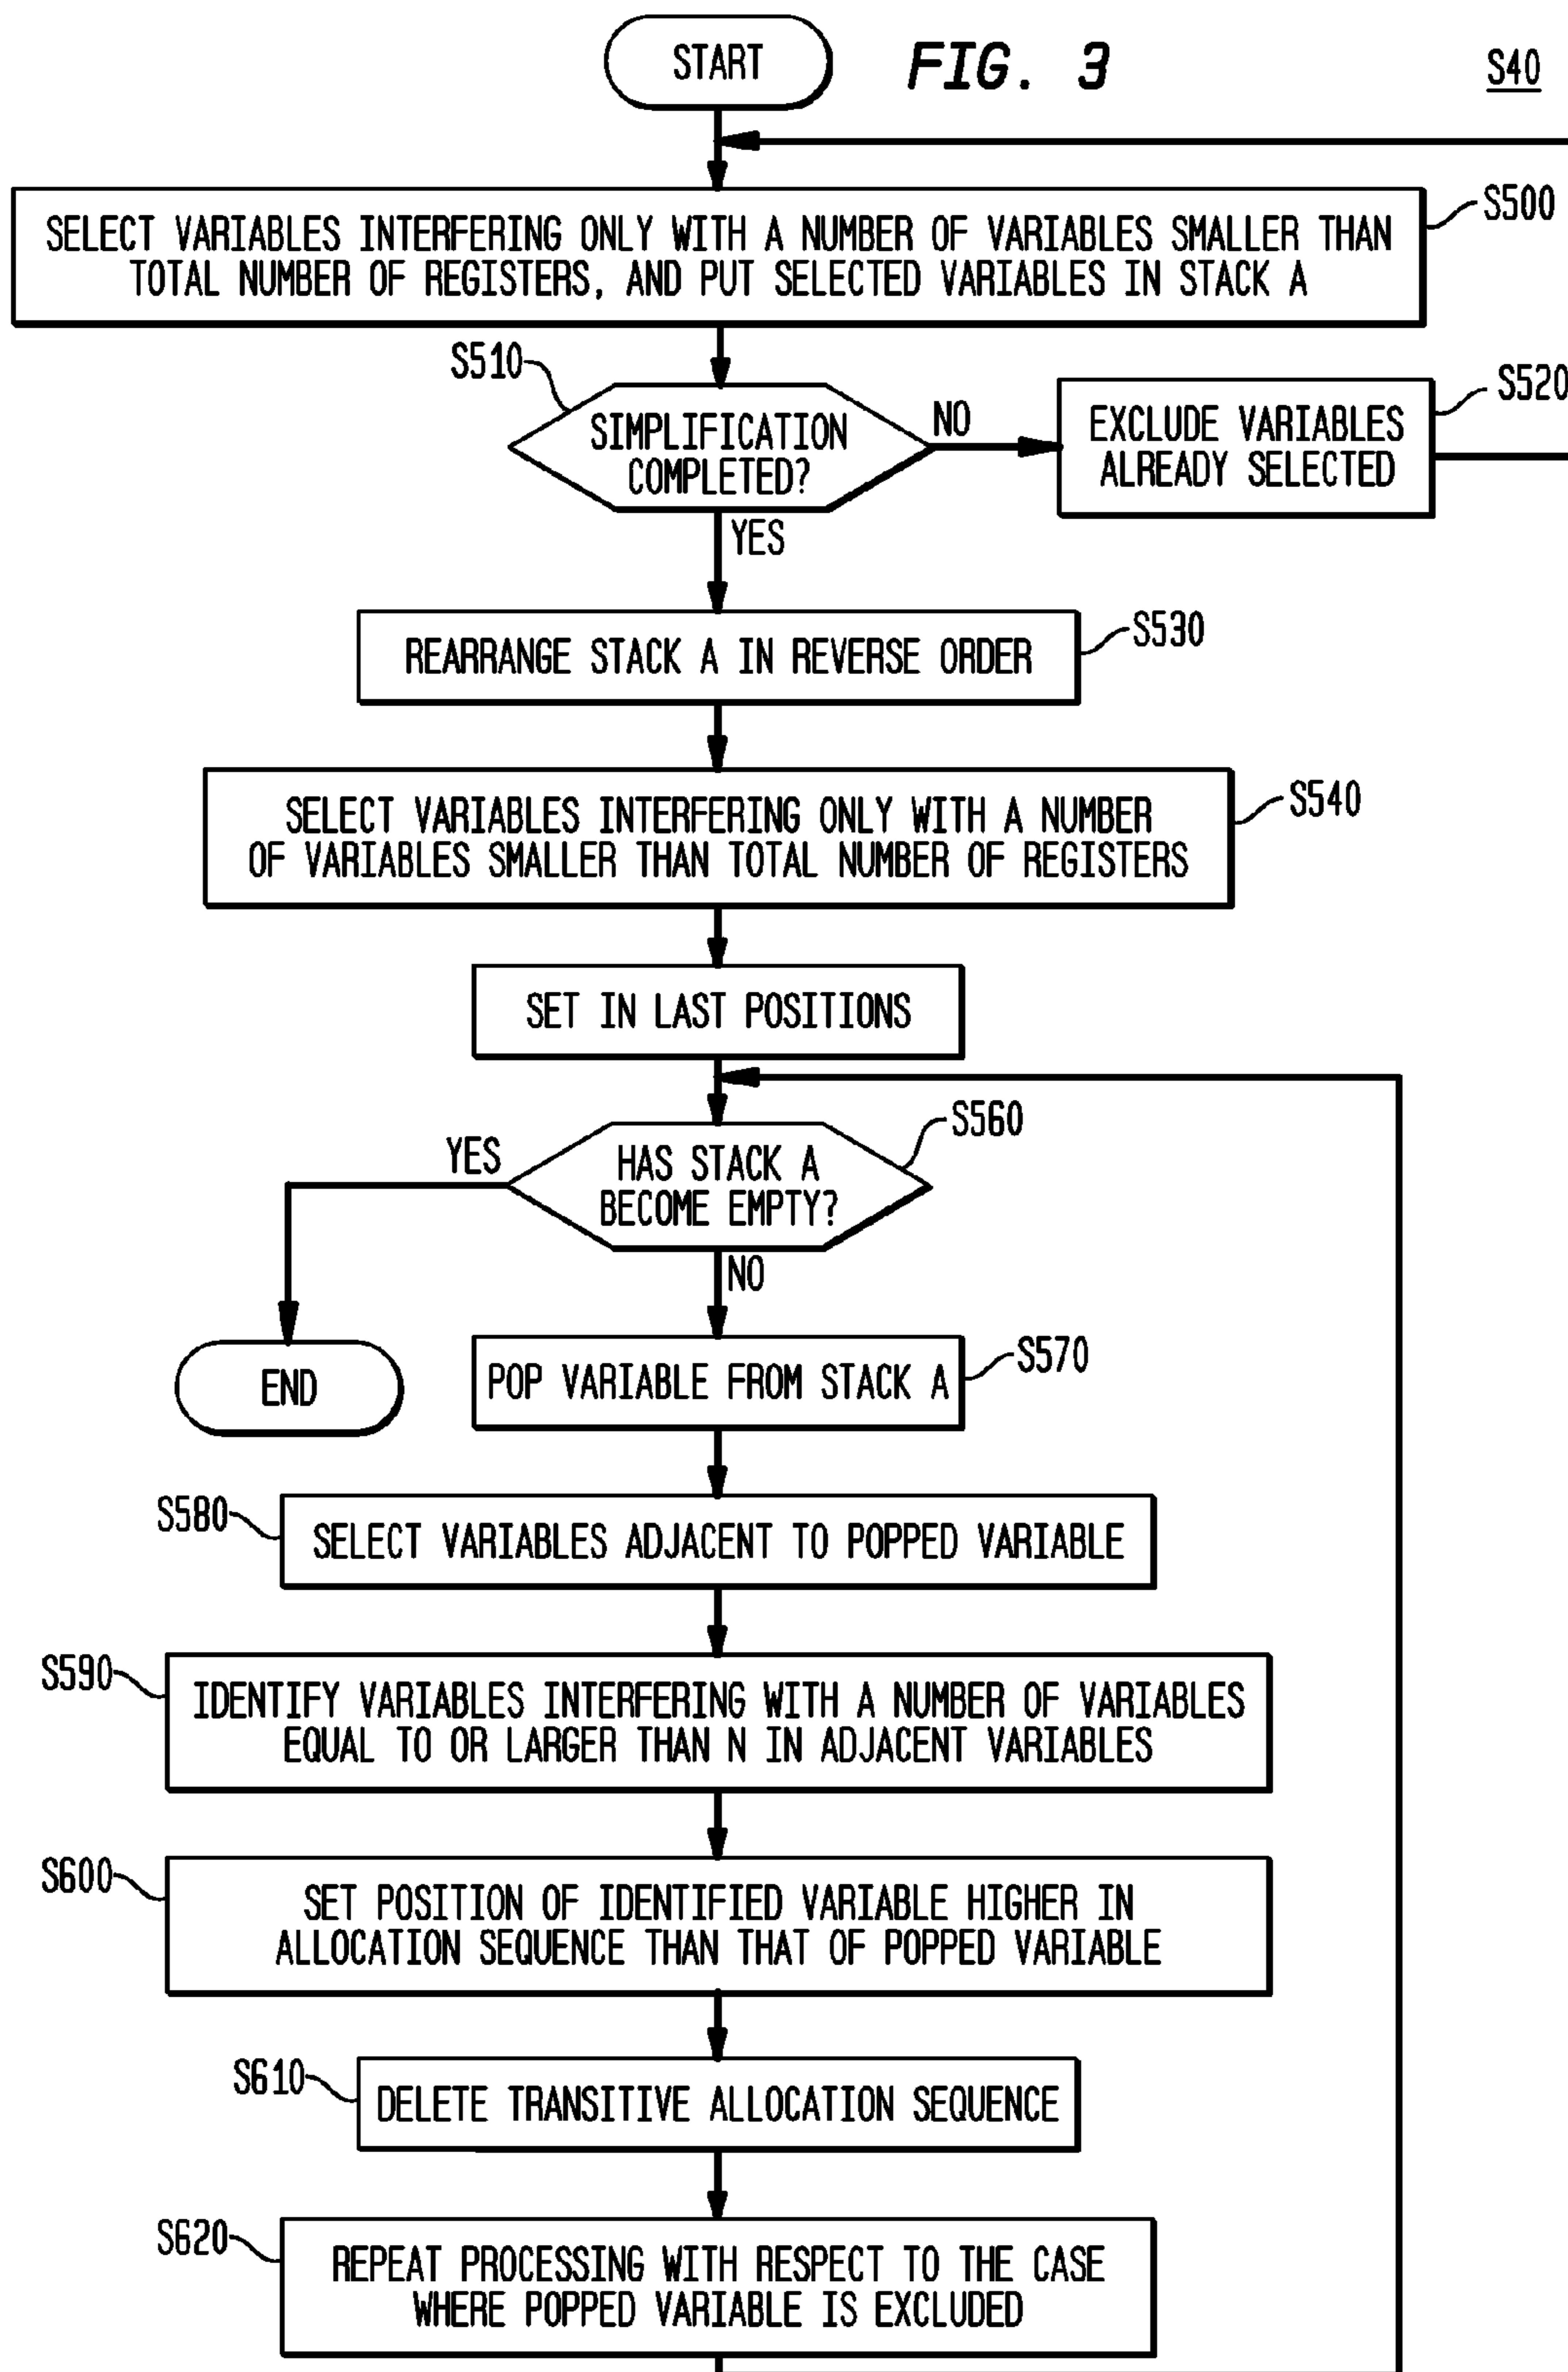 START
FIG. 3
S40
S500
SELECT VARIABLES INTERFERING ONLY WITH A NUMBER OF VARIABLES SMALLER THAN
TOTAL NUMBER OF REGISTERS, AND PUT SELECTED VARIABLES IN STACK A
S510
SIMPLIFICATION
COMPLETED?
NO
S520
EXCLUDE VARIABLES
ALREADY SELECTED
YES
S530
REARRANGE STACK A IN REVERSE ORDER
S540
SELECT VARIABLES INTERFERING ONLY WITH A NUMBER
OF VARIABLES SMALLER THAN TOTAL NUMBER OF REGISTERS
SET IN LAST POSITIONS
S560
YES
HAS STACK A
BECOME EMPTY?
NO
END
S570
POP VARIABLE FROM STACK A
S580
SELECT VARIABLES ADJACENT TO POPPED VARIABLE
S590
IDENTIFY VARIABLES INTERFERING WITH A NUMBER OF VARIABLES
EQUAL TO OR LARGER THAN N IN ADJACENT VARIABLES
S600
SET POSITION OF IDENTIFIED VARIABLE HIGHER IN
ALLOCATION SEQUENCE THAN THAT OF POPPED VARIABLE
S610
DELETE TRANSITIVE ALLOCATION SEQUENCE
S620
REPEAT PROCESSING WITH RESPECT TO THE CASE
WHERE POPPED VARIABLE IS EXCLUDED